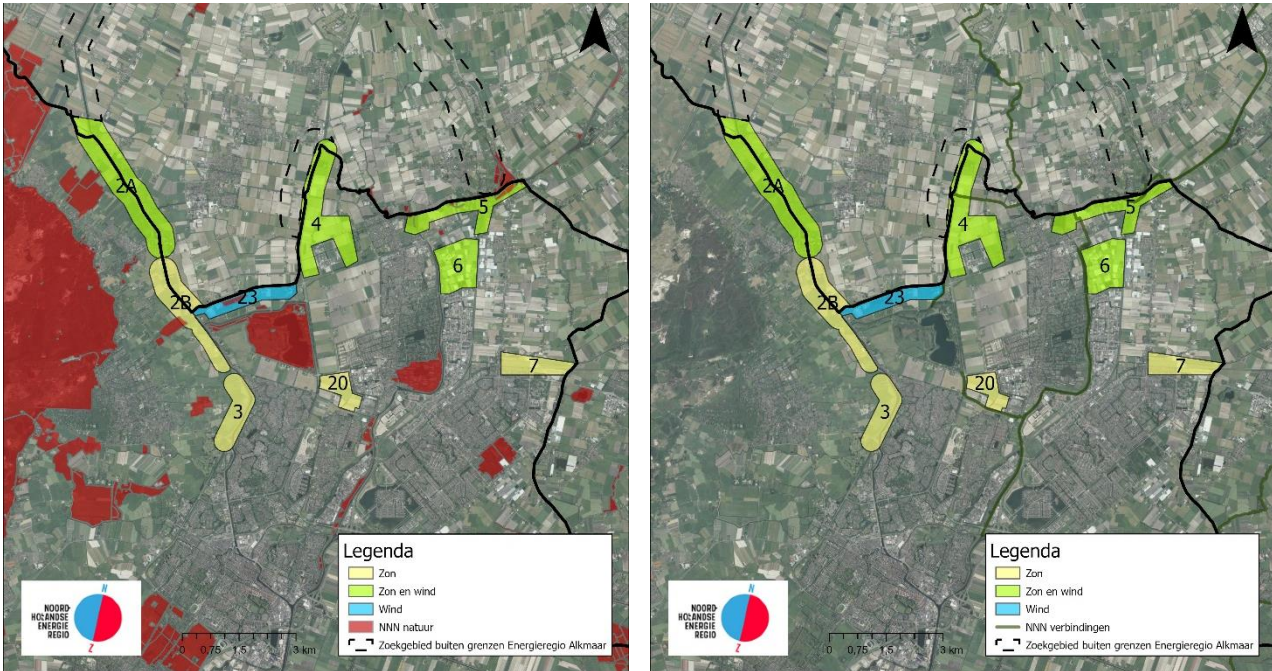 2A
4
5
6
2B
23
7
20
3
N
NOORD-
HOLLANDSE
ENERGIE
REGIO
Z
0 0,75 1,5 3 km
Legenda
Zon
Zon en wind
Wind
NNN natuur
Zoekgebied buiten grenzen Energieregio Alkmaar
2A
4
5
6
2B
23
7
20
3
N
NOORD-
HOLLANDSE
ENERGIE
REGIO
Z
0 0,75 1,5 3 km
Legenda
Zon
Zon en wind
Wind
NNN verbindingen
Zoekgebied buiten grenzen Energieregio Alkmaar